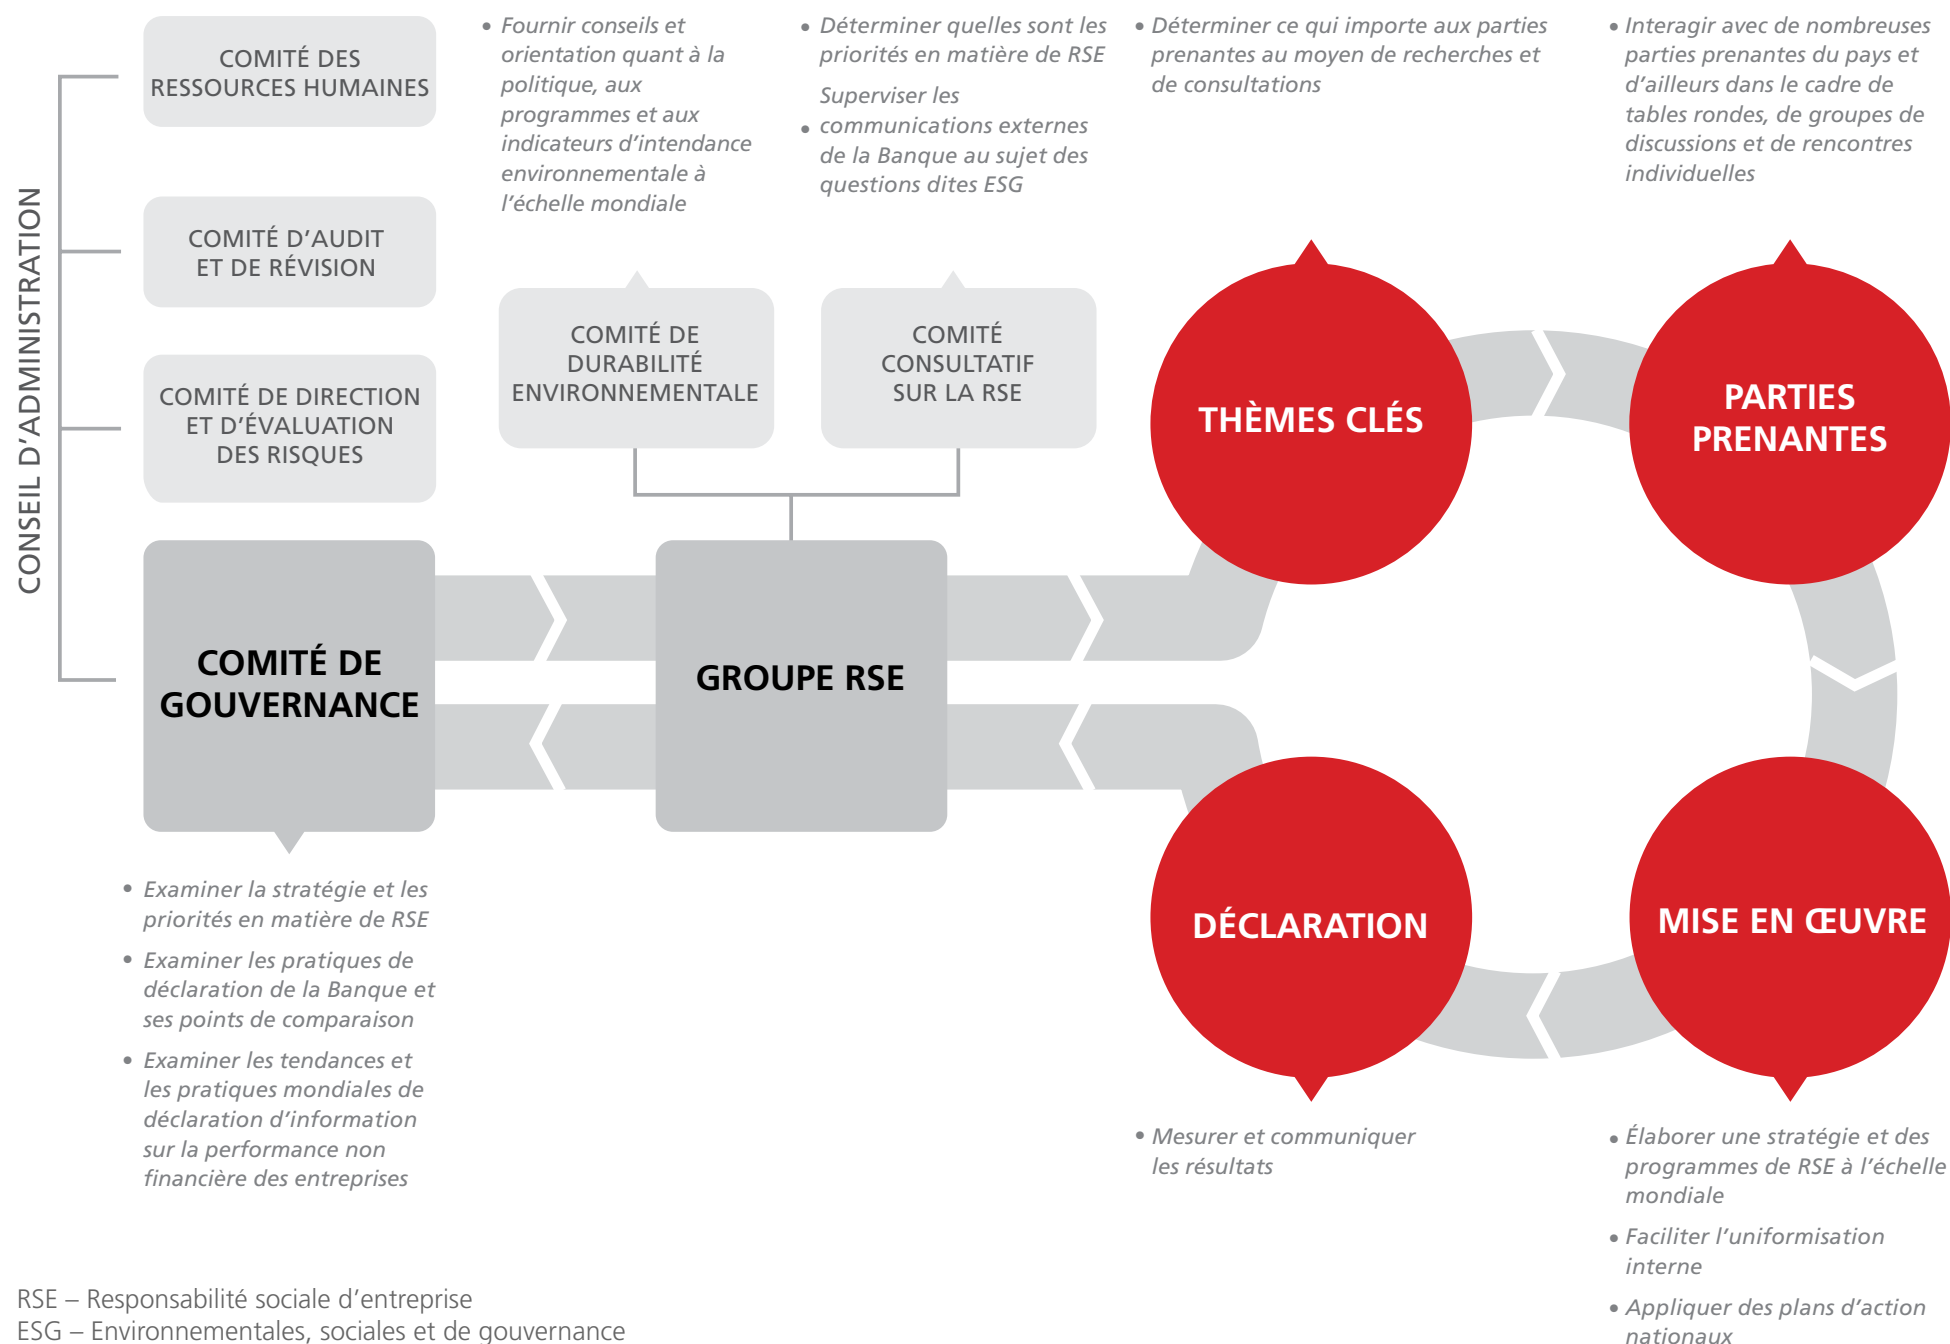 CONSEIL D'ADMINISTRATION
COMITÉ DES
RESSOURCES HUMAINES
COMITÉ D'AUDIT
ET DE RÉVISION
COMITÉ DE DIRECTION
ET D'ÉVALUATION
DES RISQUES
COMITÉ DE
GOUVERNANCE
• Examiner la stratégie et les
priorités en matière de RSE
• Examiner les pratiques de
déclaration de la Banque et
ses points de comparaison
• Examiner les tendances et
les pratiques mondiales de
déclaration d'information
sur la performance non
financière des entreprises
• Fournir conseils et
orientation quant à la
politique, aux
programmes et aux
indicateurs d'intendance
environnementale à
l'échelle mondiale
COMITÉ DE
DURABILITÉ
ENVIRONNEMENTALE
• Déterminer quelles sont les
priorités en matière de RSE
Superviser les
• communications externes
de la Banque au sujet des
questions dites ESG
COMITÉ
CONSULTATIF
SUR LA RSE
GROUPE RSE
• Déterminer ce qui importe aux parties
prenantes au moyen de recherches et
de consultations
THÈMES CLÉS
• Interagir avec de nombreuses
parties prenantes du pays et
d'ailleurs dans le cadre de
tables rondes, de groupes de
discussions et de rencontres
individuelles
PARTIES
PRENANTES
DÉCLARATION
• Mesurer et communiquer
les résultats
MISE EN ŒUVRE
• Élaborer une stratégie et des
programmes de RSE à l'échelle
mondiale
• Faciliter l'uniformisation
interne
• Appliquer des plans d'action
nationaux
RSE – Responsabilité sociale d'entreprise
ESG – Environnementales, sociales et de gouvernance